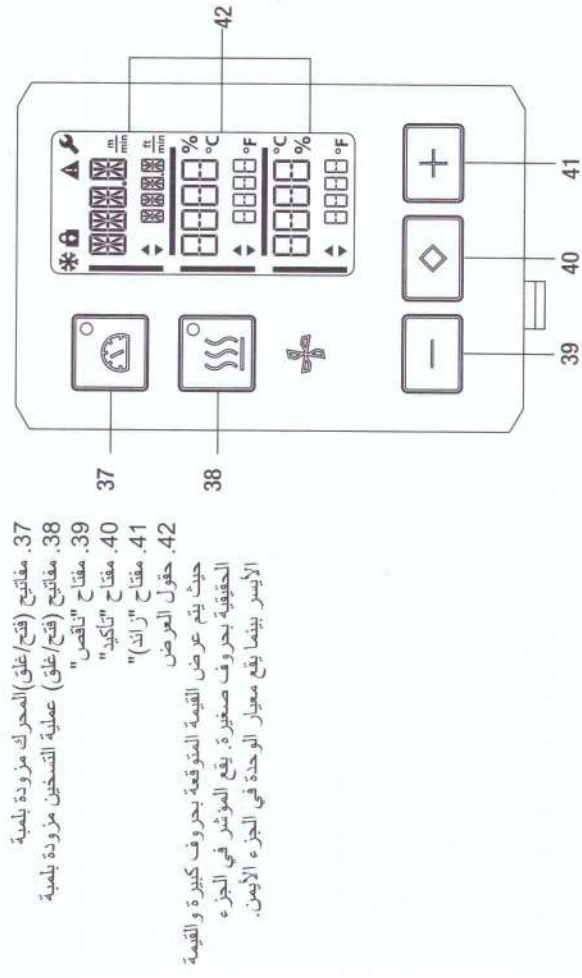 37. مفاتيح (فتح/غلق)المحرك مزودة بلمبة
38. مفاتيح (فتح/غلق) عملية التسخين مزودة بلمبة
39. مفتاح "ناقص"
40. مفتاح "تأكيد"
41. مفتاح "زائد)"
42. حقول العرض
حيث يتم عرض القيمة المتوقعة بحروف كبيرة والقيمة
الحقيقية بحروف صغيرة. يقع المؤشر في الجزء
الأيسر بينما يقع معيار الوحدة في الجزء الأيمن.
37
38
m
min
ft
min
%
°C
°F
°C
%
°F
42
39
40
41